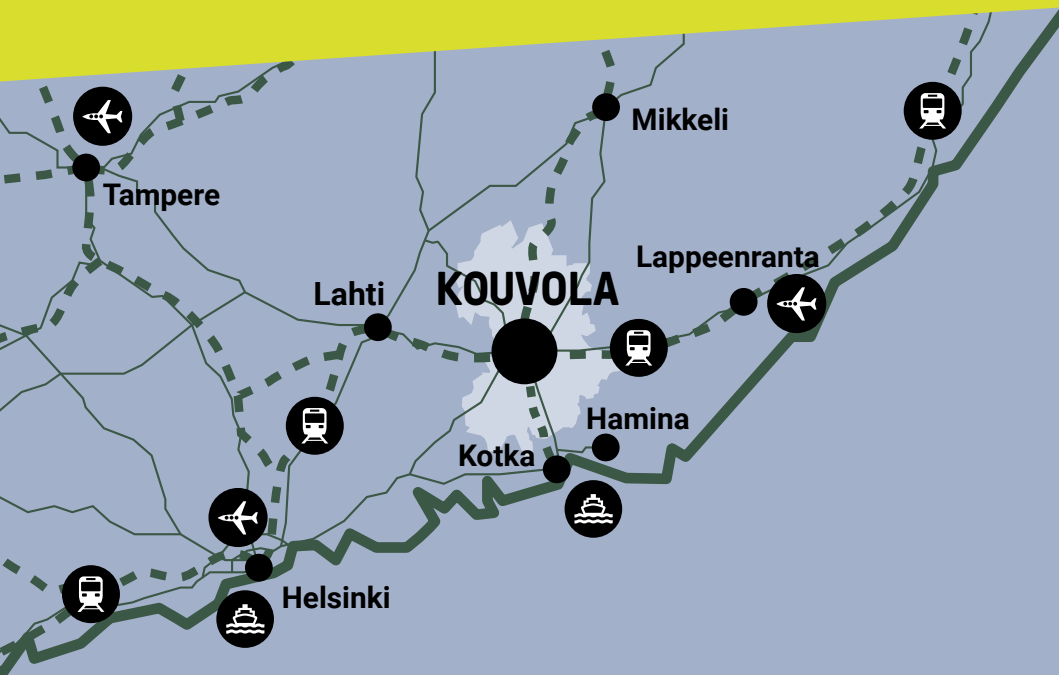 Mikkeli
Tampere
Lappeenranta
Lahti
KOUVOLA
Hamina
Kotka
Helsinki